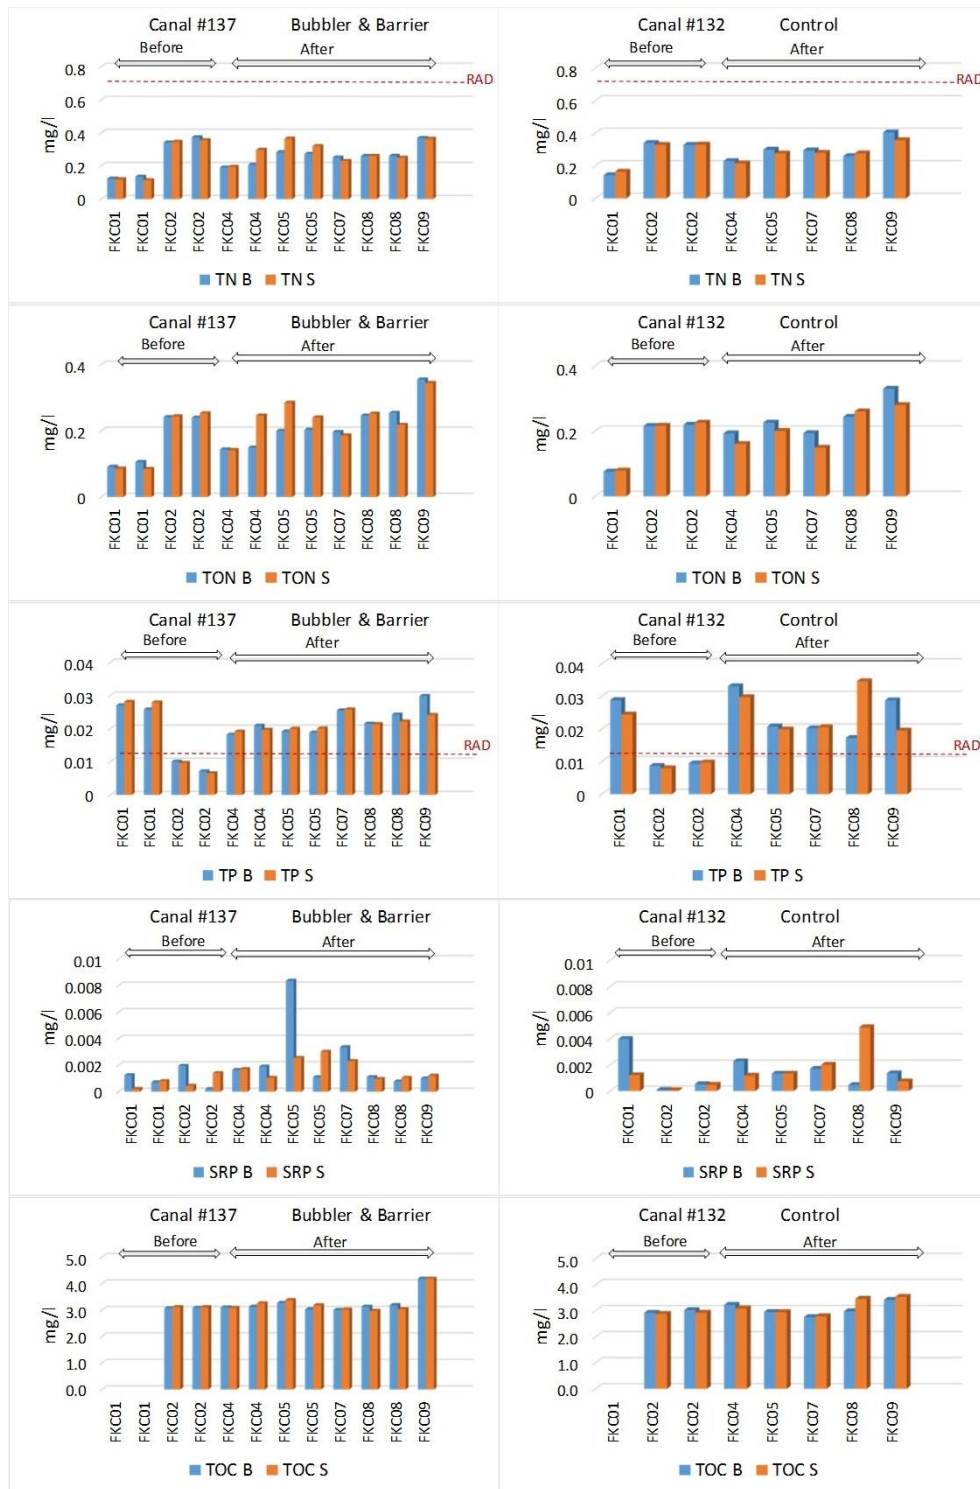 Canal #137 Bubbler & Barrier
Before After
0.8
RAD
0.6
0.4
0.2
0
mg/l
FKC01 FKC01 FKC02 FKC02 FKC04 FKC04 FKC05 FKC05 FKC07 FKC08 FKC08 FKC09
TN B TN S
Canal #132 Control
Before After
0.8
RAD
0.6
0.4
0.2
0
mg/l
FKC01 FKC02 FKC02 FKC04 FKC05 FKC07 FKC08 FKC09
TN B TN S
Canal #137 Bubbler & Barrier
Before After
0.4
0.2
0
mg/l
FKC01 FKC01 FKC02 FKC02 FKC04 FKC04 FKC05 FKC05 FKC07 FKC08 FKC08 FKC09
TON B TON S
Canal #132 Control
Before After
0.4
0.2
0
mg/l
FKC01 FKC02 FKC02 FKC04 FKC05 FKC07 FKC08 FKC09
TON B TON S
Canal #137 Bubbler & Barrier
Before After
0.04
0.03
0.02
RAD
0.01
0
mg/l
FKC01 FKC01 FKC02 FKC02 FKC04 FKC04 FKC05 FKC05 FKC07 FKC08 FKC08 FKC09
TP B TP S
Canal #132 Control
Before After
0.04
0.03
0.02
RAD
0.01
0
mg/l
FKC01 FKC02 FKC02 FKC04 FKC05 FKC07 FKC08 FKC09
TP B TP S
Canal #137 Bubbler & Barrier
Before After
0.01
0.008
0.006
0.004
0.002
0
mg/l
FKC01 FKC01 FKC02 FKC02 FKC04 FKC04 FKC05 FKC05 FKC07 FKC08 FKC08 FKC09
SRP B SRP S
Canal #132 Control
Before After
0.01
0.008
0.006
0.004
0.002
0
mg/l
FKC01 FKC02 FKC02 FKC04 FKC05 FKC07 FKC08 FKC09
SRP B SRP S
Canal #137 Bubbler & Barrier
Before After
5.0
4.0
3.0
2.0
1.0
0.0
mg/l
FKC01 FKC01 FKC02 FKC02 FKC04 FKC04 FKC05 FKC05 FKC07 FKC08 FKC08 FKC09
TOC B TOC S
Canal #132 Control
Before After
5.0
4.0
3.0
2.0
1.0
0.0
mg/l
FKC01 FKC02 FKC02 FKC04 FKC05 FKC07 FKC08 FKC09
TOC B TOC S